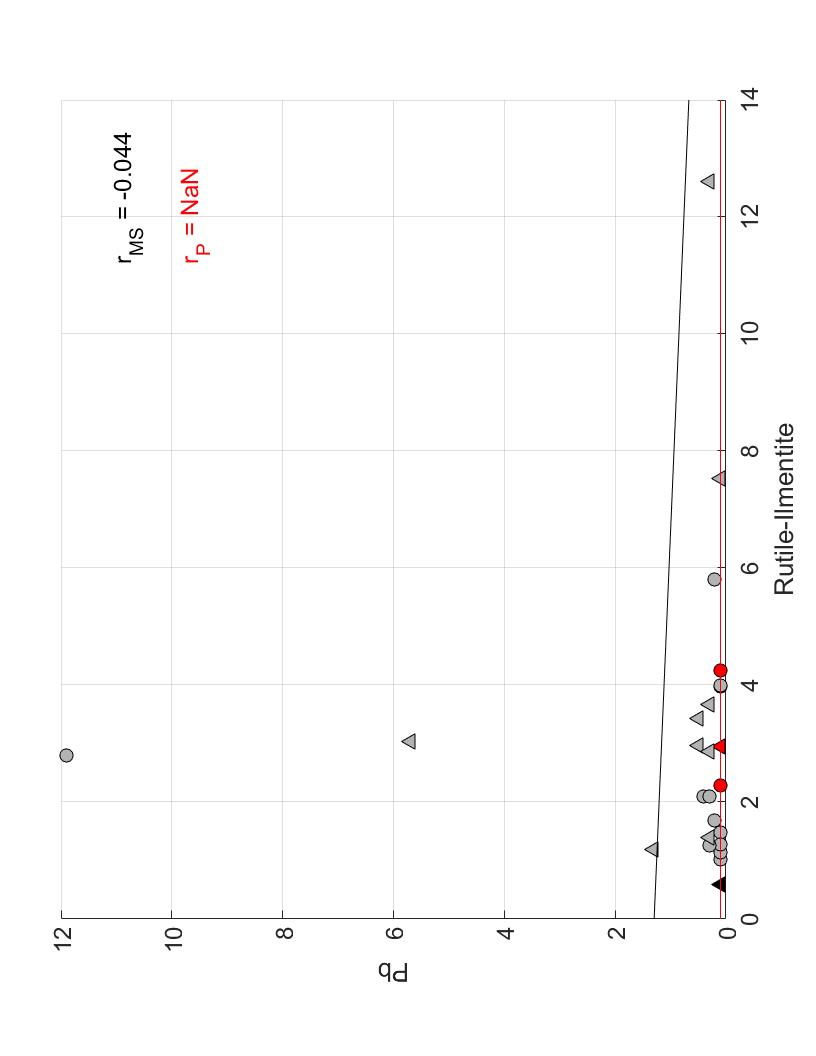 12
r_MS = -0.044
10
r_P = NaN
8
Pb
6
4
2
0
0 2 4 6 8 10 12 14
Rutile-Ilmentite